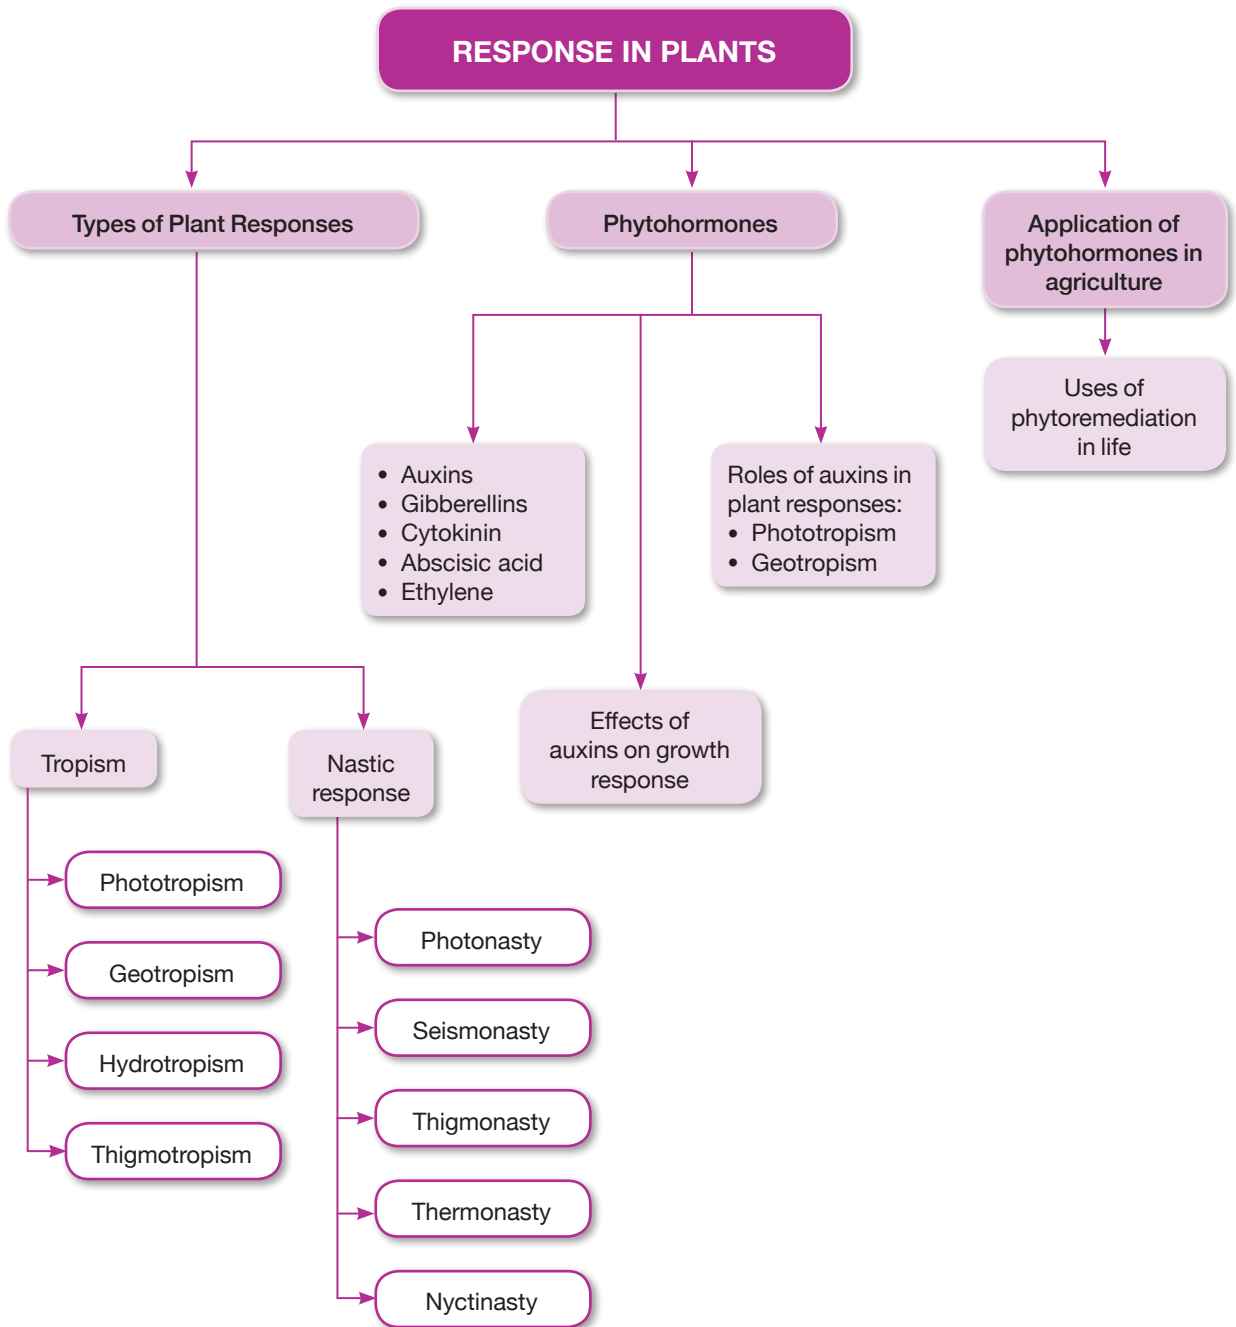 RESPONSE IN PLANTS
Types of Plant Responses
Phytohormones
Application of
phytohormones in
agriculture
Uses of
phytoremediation
in life
• Auxins
• Gibberellins
• Cytokinin
• Abscisic acid
• Ethylene
Roles of auxins in
plant responses:
• Phototropism
• Geotropism
Effects of
auxins on growth
response
Tropism
Nastic
response
Phototropism
Geotropism
Hydrotropism
Thigmotropism
Photonasty
Seismonasty
Thigmonasty
Thermonasty
Nyctinasty